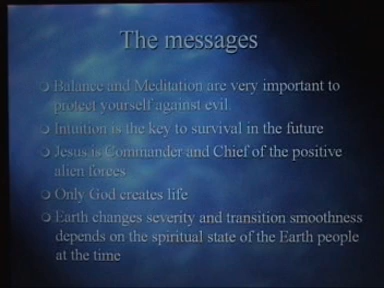 The messages
Balance and Meditation are very important to
protect yourself against evil.
Intuition is the key to survival in the future
Jesus is Commander and Chief of the positive
alien forces
Only God creates life
Earth changes severity and transition smoothness
depends on the spiritual state of the Earth people
at the time